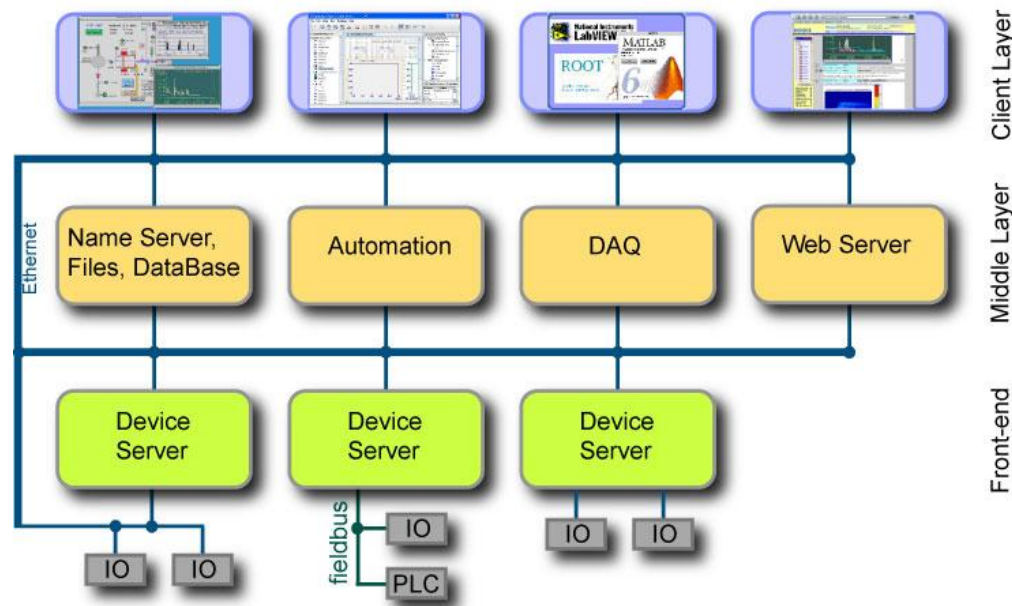 National Instruments
LabVIEW
MATLAB
ROOT
6
Client Layer
Ethernet
Name Server,
Files, DataBase
Automation
DAQ
Web Server
Middle Layer
Device
Server
Device
Server
Device
Server
Front-end
fieldbus
IO
IO
IO
PLC
IO
IO